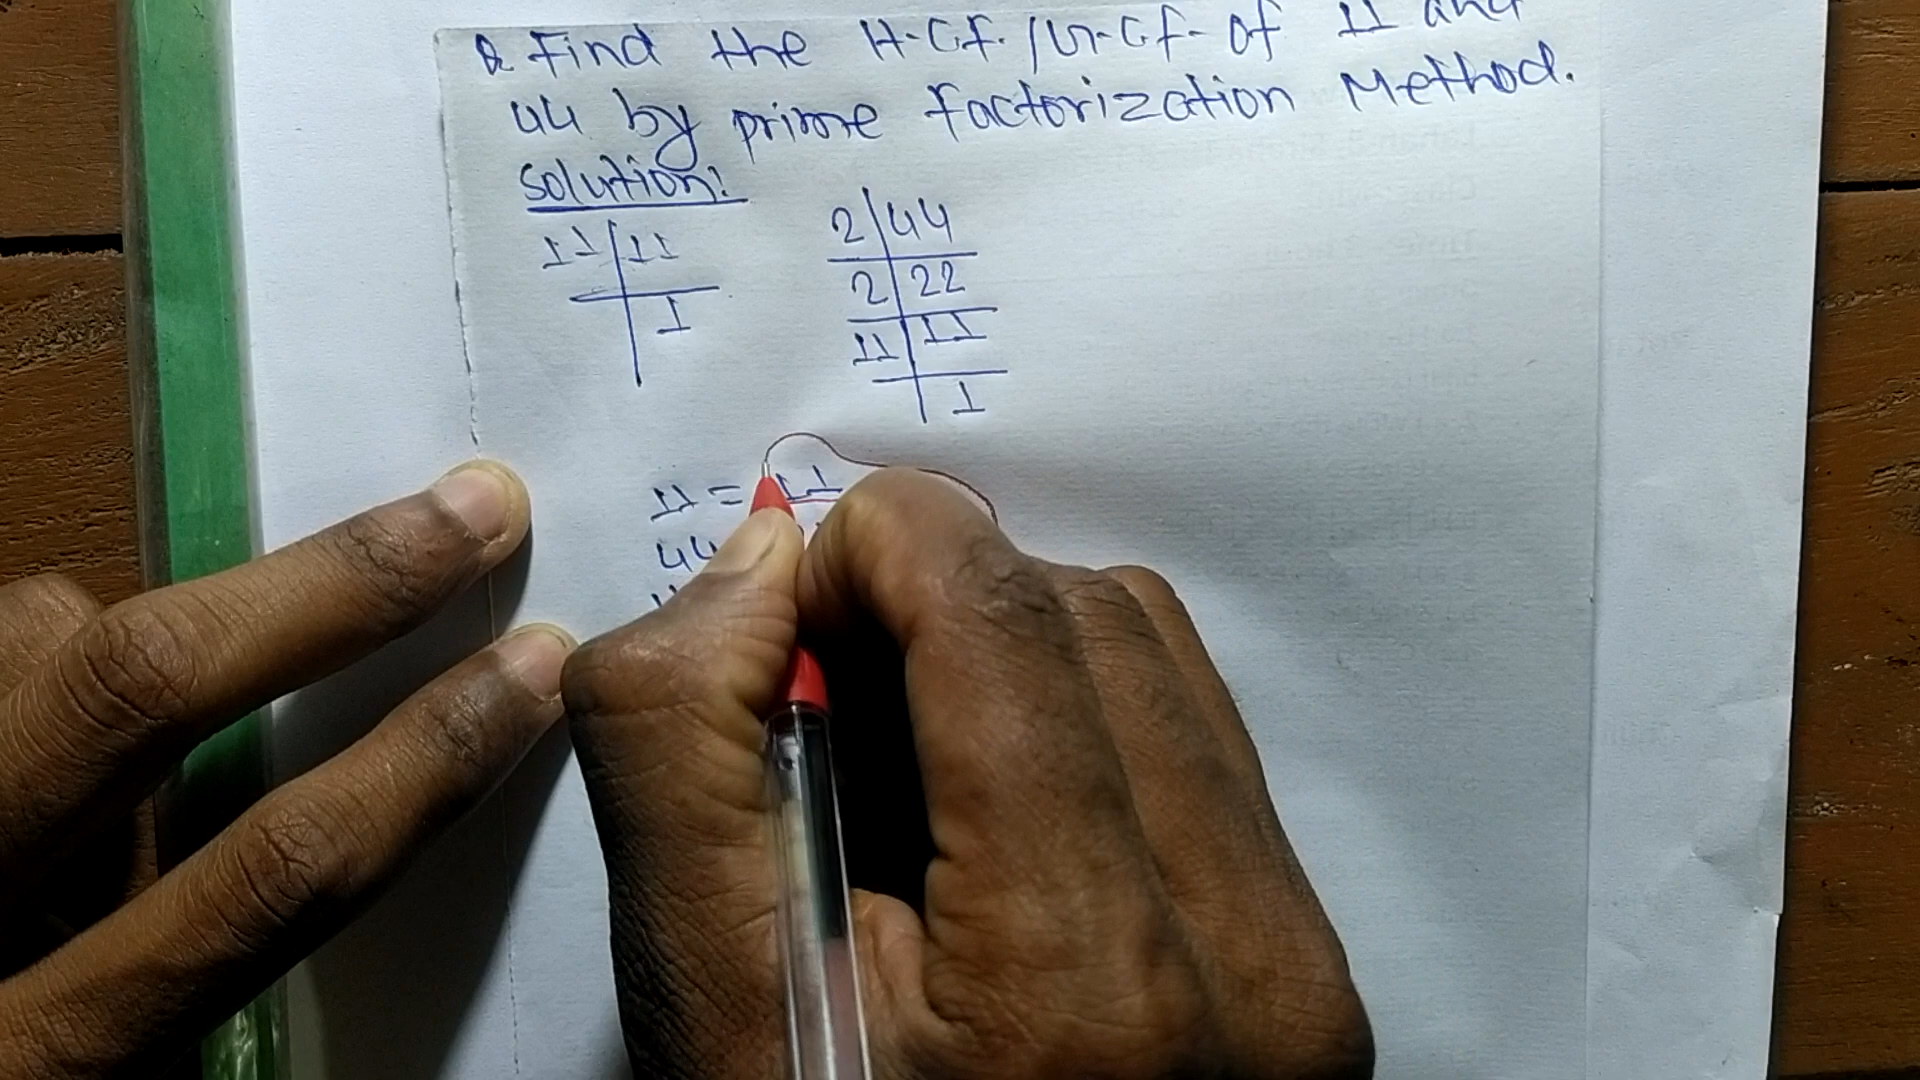 Q Find the H.C.F./G.C.F. of 11 and
44 by prime factorization Method.
Solution:
11 | 11
1
2 | 44
2 | 22
11 | 11
1
11 = 11
44